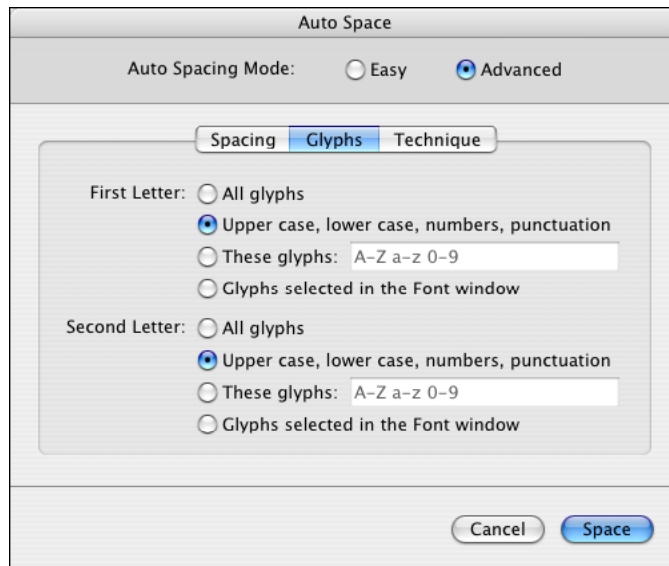 Auto Space
Auto Spacing Mode: Easy Advanced
Spacing Glyphs Technique
First Letter: All glyphs
Upper case, lower case, numbers, punctuation
These glyphs: A-Z a-z 0-9
Glyphs selected in the Font window
Second Letter: All glyphs
Upper case, lower case, numbers, punctuation
These glyphs: A-Z a-z 0-9
Glyphs selected in the Font window
Cancel Space